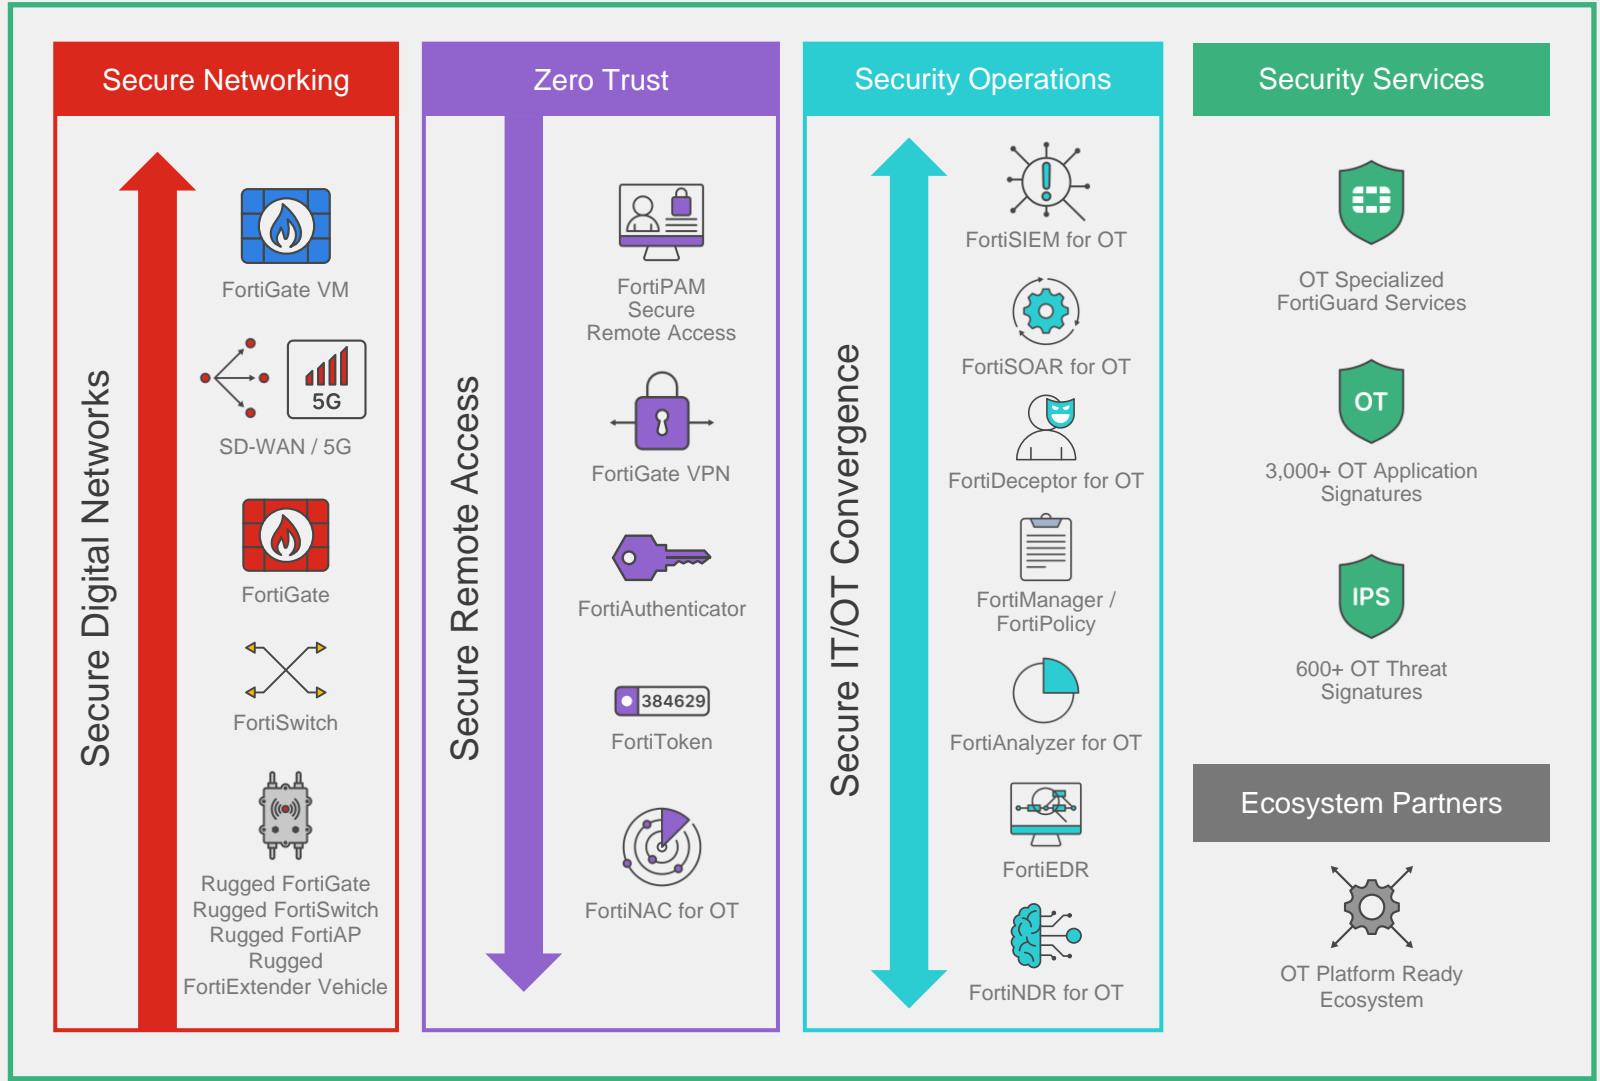 Secure Networking
Secure Digital Networks
FortiGate VM
5G
SD-WAN / 5G
FortiGate
FortiSwitch
Rugged FortiGate
Rugged FortiSwitch
Rugged FortiAP
Rugged
FortiExtender Vehicle
Zero Trust
Secure Remote Access
FortiPAM
Secure
Remote Access
FortiGate VPN
FortiAuthenticator
384629
FortiToken
FortiNAC for OT
Security Operations
Secure IT/OT Convergence
FortiSIEM for OT
FortiSOAR for OT
FortiDeceptor for OT
FortiManager /
FortiPolicy
FortiAnalyzer for OT
FortiEDR
FortiNDR for OT
Security Services
OT Specialized
FortiGuard Services
OT
3,000+ OT Application
Signatures
IPS
600+ OT Threat
Signatures
Ecosystem Partners
OT Platform Ready
Ecosystem